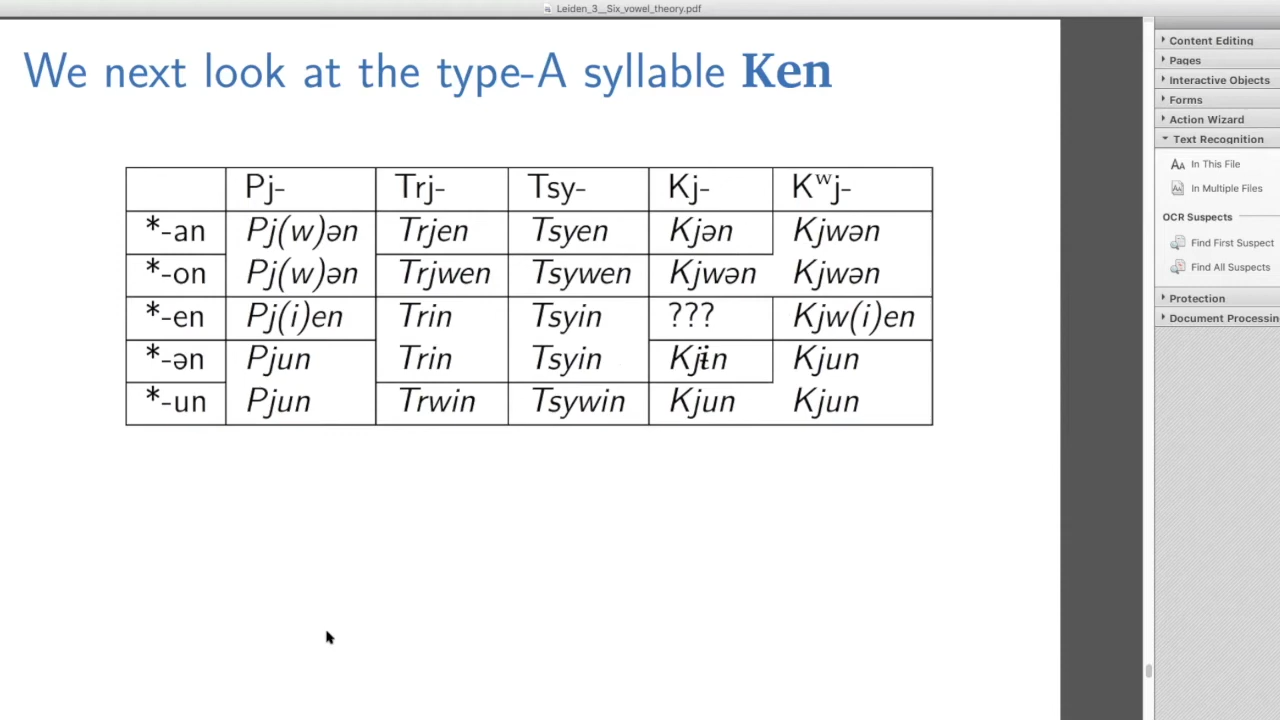 Leiden_3__Six_vowel_theory.pdf
We next look at the type-A syllable Ken
Pj- Trj- Tsy- Kj- Kʷj-
*-an Pj(w)ən Trjen Tsyen Kjən Kjwən
*-on Pj(w)ən Trjwen Tsywen Kjwən Kjwən
*-en Pj(i)en Trin Tsyin ??? Kjw(i)en
*-ən Pjun Trin Tsyin Kjɨn Kjun
*-un Pjun Trwin Tsywin Kjun Kjun
Content Editing
Pages
Interactive Objects
Forms
Action Wizard
Text Recognition
In This File
In Multiple Files
OCR Suspects
Find First Suspect
Find All Suspects
Protection
Document Processin